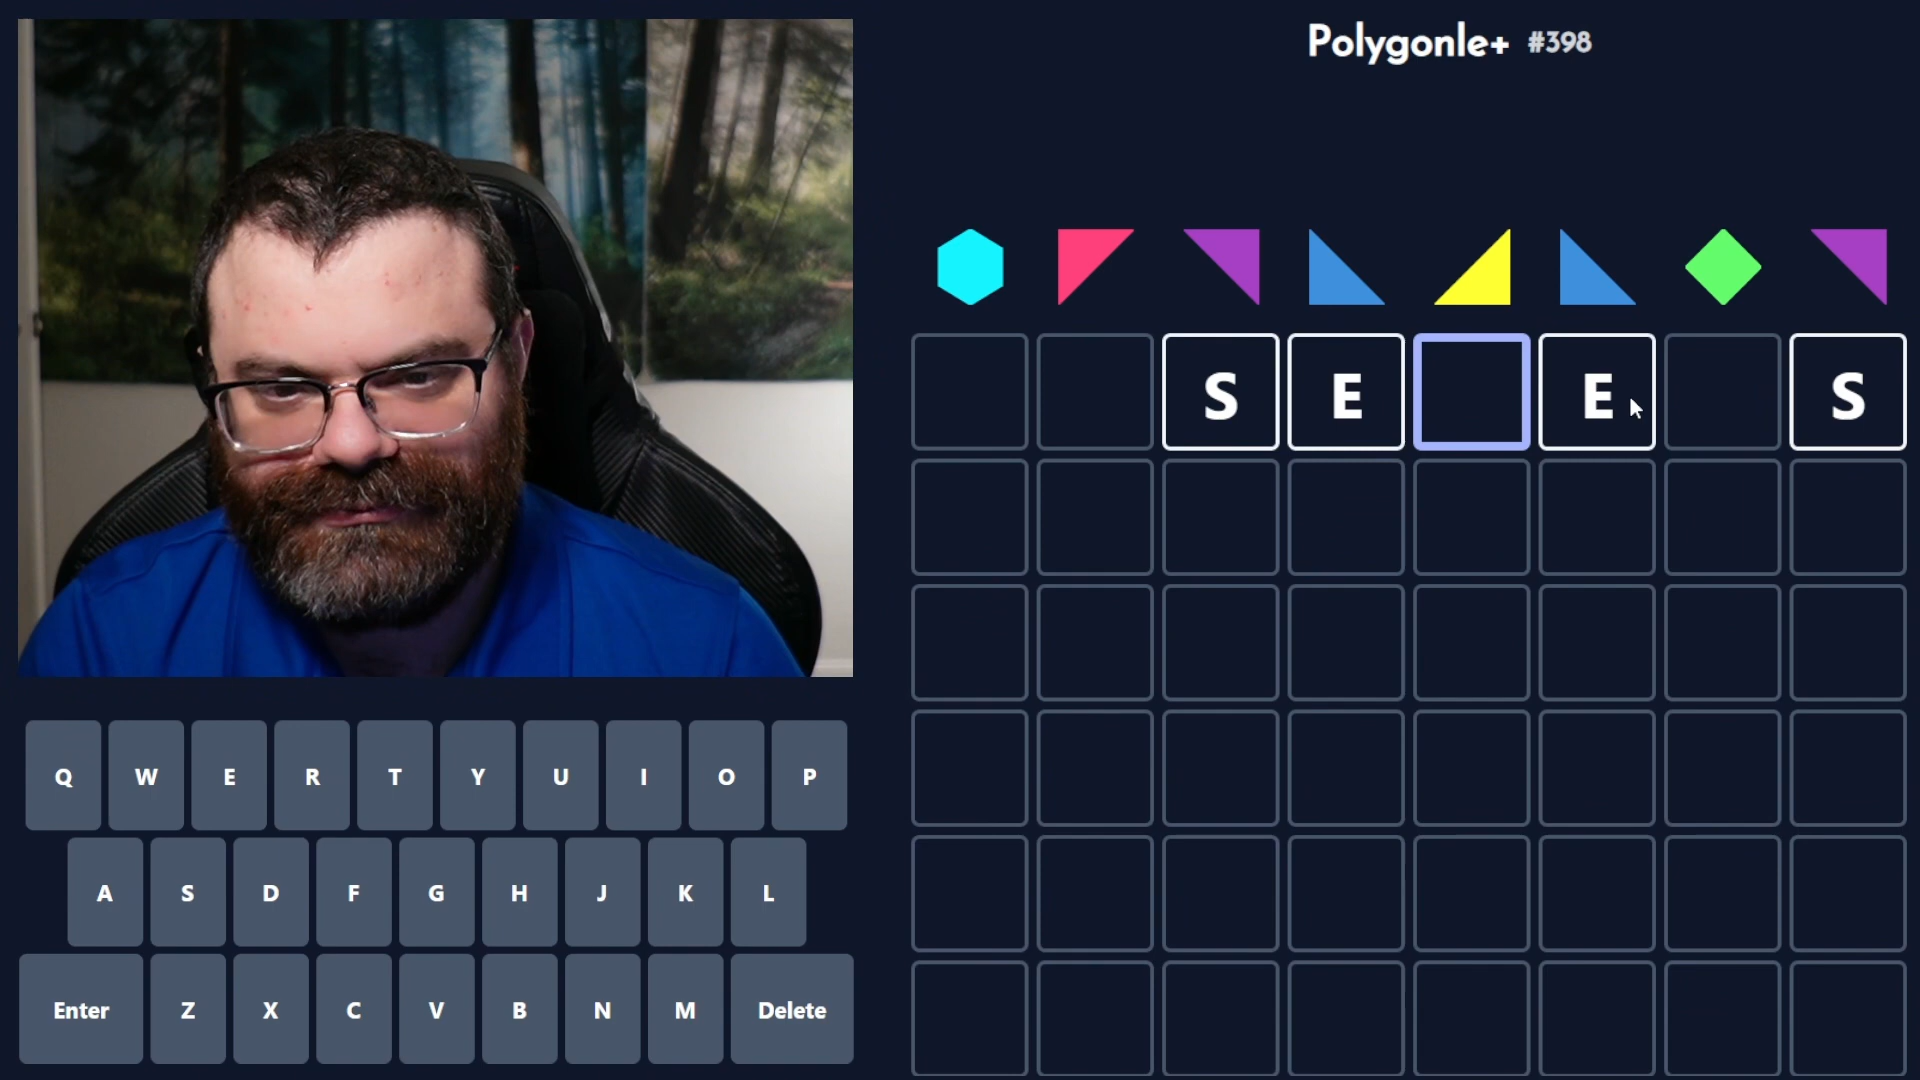 Polygonle+ #398
S E E S
Q W E R T Y U I O P
A S D F G H J K L
Enter Z X C V B N M Delete